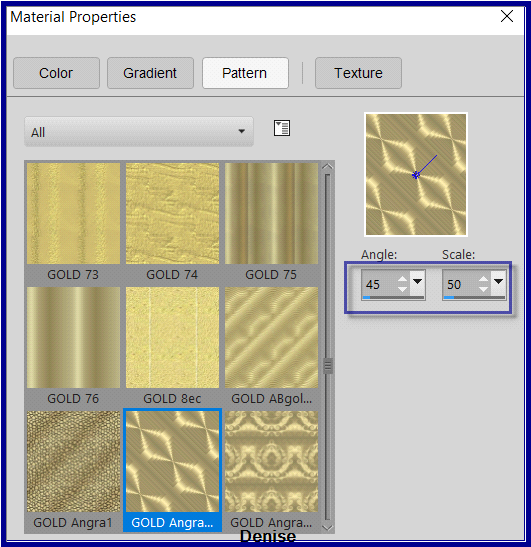 Material Properties
Color Gradient Pattern Texture
All
GOLD 73 GOLD 74 GOLD 75
Angle: Scale:
45 50
GOLD 76 GOLD 8ec GOLD ABgol...
GOLD Angra1 GOLD Angra... GOLD Angra...
Denise